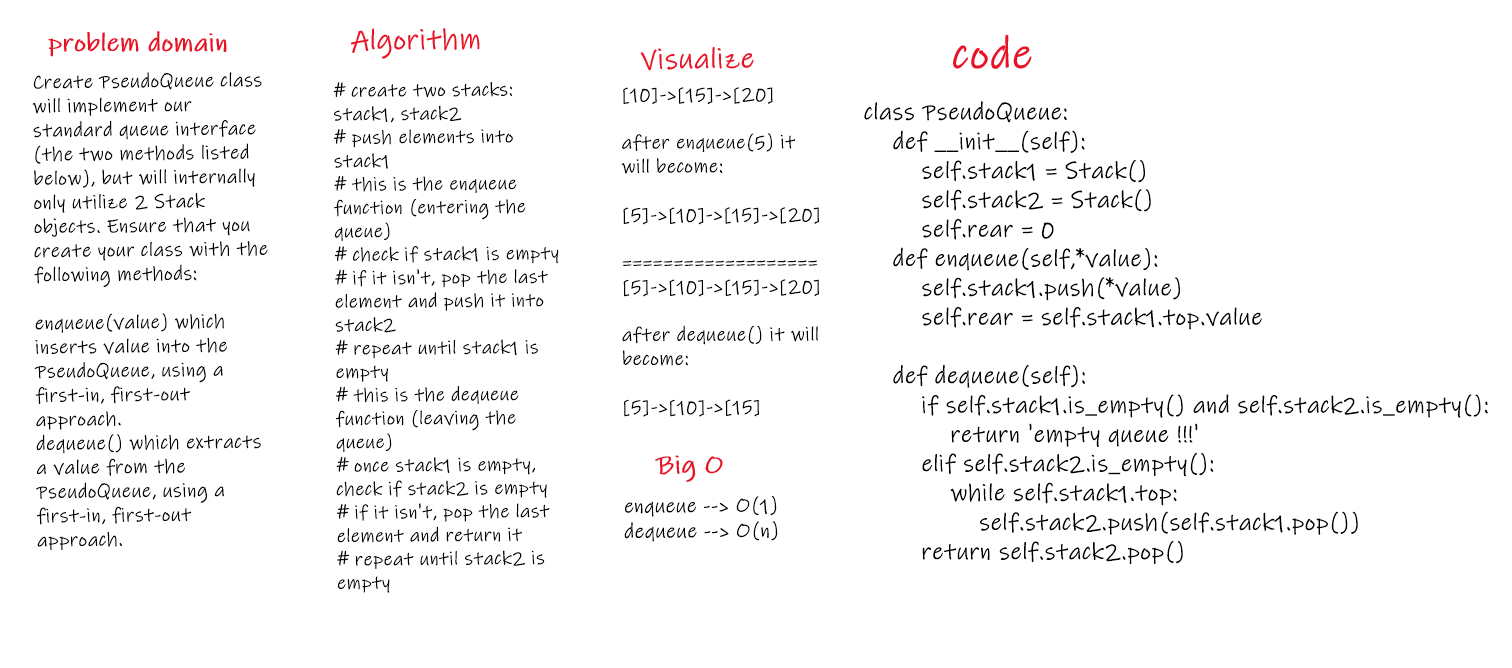 problem domain
Create PseudoQueue class
will implement our
standard queue interface
(the two methods listed
below), but will internally
only utilize 2 Stack
objects. Ensure that you
create your class with the
following methods:
enqueue(value) which
inserts value into the
PseudoQueue, using a
first-in, first-out
approach.
dequeue() which extracts
a value from the
PseudoQueue, using a
first-in, first-out
approach.
Algorithm
# create two stacks:
stack1, stack2
# push elements into
stack1
# this is the enqueue
function (entering the
queue)
# check if stack1 is empty
# if it isn't, pop the last
element and push it into
stack2
# repeat until stack1 is
empty
# this is the dequeue
function (leaving the
queue)
# once stack1 is empty,
check if stack2 is empty
# if it isn't, pop the last
element and return it
# repeat until stack2 is
empty
Visualize
[10]->[15]->[20]
after enqueue(5) it
will become:
[5]->[10]->[15]->[20]
===================
[5]->[10]->[15]->[20]
after dequeue() it will
become:
[5]->[10]->[15]
Big O
enqueue --> O(1)
dequeue --> O(n)
code
class PseudoQueue:
def __init__(self):
self.stack1 = Stack()
self.stack2 = Stack()
self.rear = 0
def enqueue(self,*value):
self.stack1.push(*value)
self.rear = self.stack1.top.value
def dequeue(self):
if self.stack1.is_empty() and self.stack2.is_empty():
return 'empty queue !!!'
elif self.stack2.is_empty():
while self.stack1.top:
self.stack2.push(self.stack1.pop())
return self.stack2.pop()